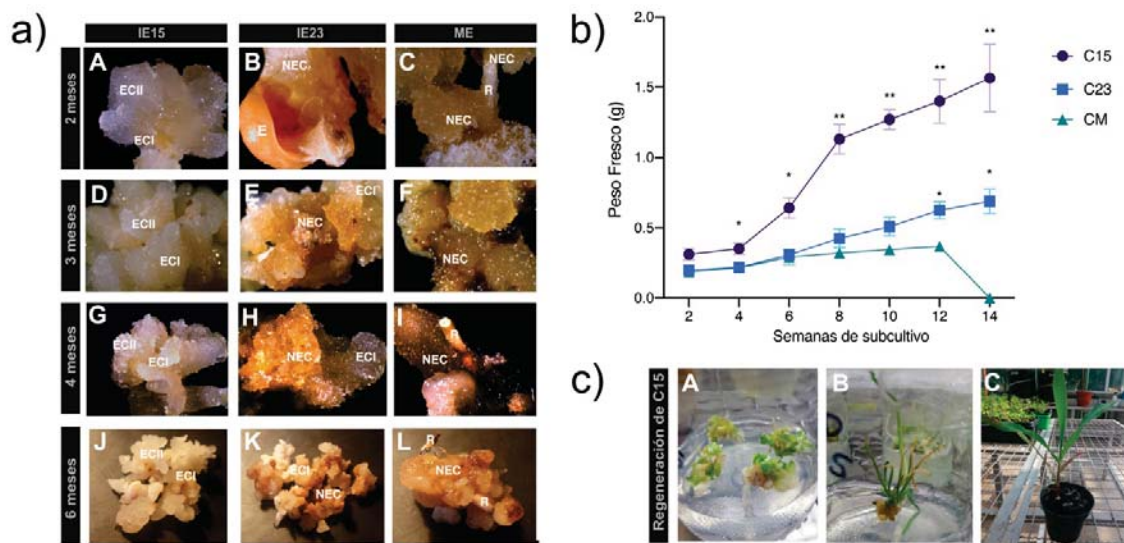 a)
IE15 IE23 ME
2 meses
A
ECII
ECI
B
NEC
E
C
NEC
R
NEC
3 meses
D
ECII
ECI
E
ECI
NEC
F
NEC
4 meses
G
ECII
ECI
H
NEC
ECI
I
R
NEC
6 meses
J
ECII
ECI
K
ECI
NEC
L
R
NEC
R
b)
Peso Fresco (g)
2.0
1.5
1.0
0.5
0.0
* * ** ** ** **
* *
2 4 6 8 10 12 14
Semanas de subcultivo
C15
C23
CM
c)
Regeneración de C15
A
B
C